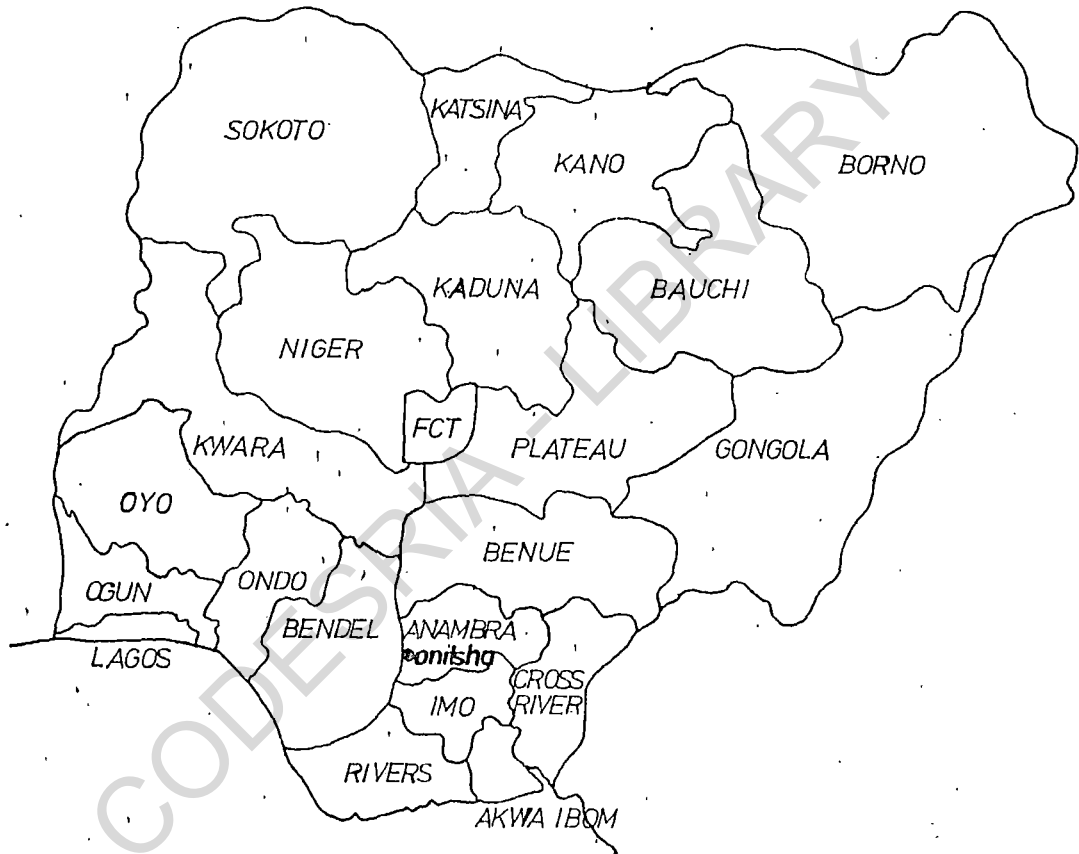 KATSINA
SOKOTO
KANO
BORNO
KADUNA
BAUCHI
NIGER
FCT
KWARA
PLATEAU
GONGOLA
OYO
BENUE
ONDO
OGUN
BENDEL
ANAMBRA
onitsha
LAGOS
CROSS
RIVER
IMO
RIVERS
AKWA IBOM
CODESRIA - LIBRARY